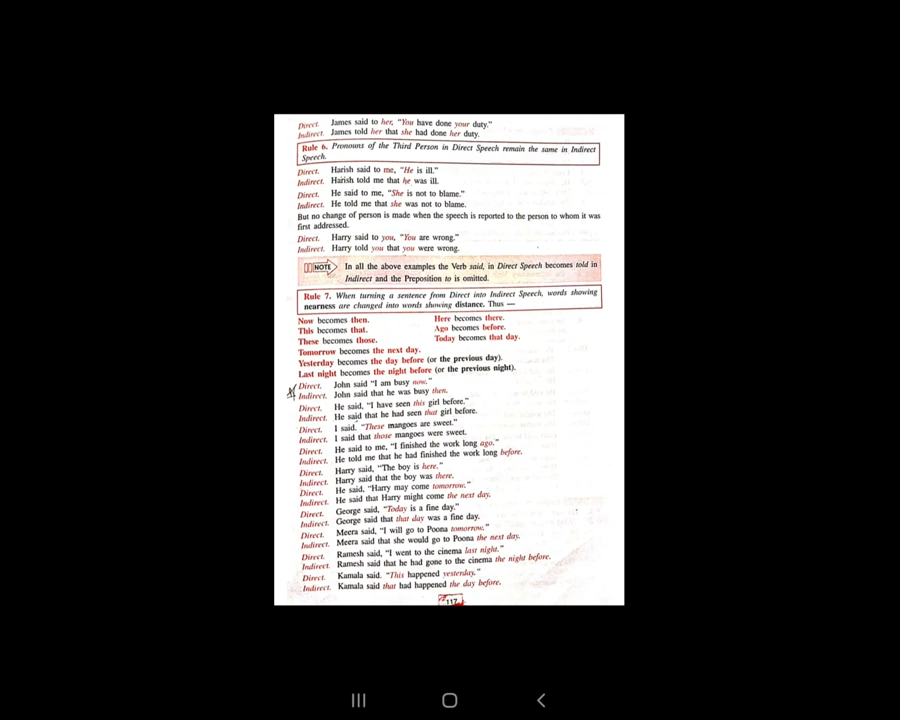 Direct. James said to her, "You have done your duty."
Indirect. James told her that she had done her duty.
Rule 6. Pronouns of the Third Person in Direct Speech remain the same in Indirect
Speech.
Direct. Harish said to me, "He is ill."
Indirect. Harish told me that he was ill.
Direct. He said to me, "She is not to blame."
Indirect. He told me that she was not to blame.
But no change of person is made when the speech is reported to the person to whom it was
first addressed.
Direct. Harry said to you, "You are wrong."
Indirect. Harry told you that you were wrong.
NOTE In all the above examples the Verb said, in Direct Speech becomes told in
Indirect and the Preposition to is omitted.
Rule 7. When turning a sentence from Direct into Indirect Speech, words showing
nearness are changed into words showing distance. Thus —
Now becomes then. Here becomes there.
This becomes that. Ago becomes before.
These becomes those. Today becomes that day.
Tomorrow becomes the next day.
Yesterday becomes the day before (or the previous day).
Last night becomes the night before (or the previous night).
Direct. John said "I am busy now."
Indirect. John said that he was busy then.
Direct. He said, "I have seen this girl before."
Indirect. He said that he had seen that girl before.
Direct. I said. "These mangoes are sweet."
Indirect. I said that those mangoes were sweet.
Direct. He said to me, "I finished the work long ago."
Indirect. He told me that he had finished the work long before.
Direct. Harry said, "The boy is here."
Indirect. Harry said that the boy was there.
Direct. He said, "Harry may come tomorrow."
Indirect. He said that Harry might come the next day.
Direct. George said, "Today is a fine day."
Indirect. George said that that day was a fine day.
Direct. Meera said, "I will go to Poona tomorrow."
Indirect. Meera said that she would go to Poona the next day.
Direct. Ramesh said, "I went to the cinema last night."
Indirect. Ramesh said that he had gone to the cinema the night before.
Direct. Kamala said. "This happened yesterday."
Indirect. Kamala said that had happened the day before.
117